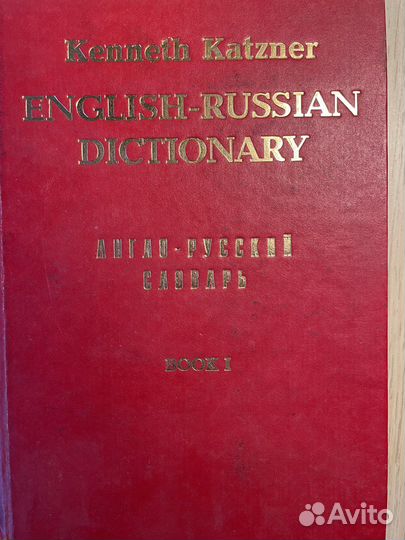 Kenneth Katzner
ENGLISH-RUSSIAN
DICTIONARY
АНГЛО-РУССКИЙ
СЛОВАРЬ
BOOK I
Avito